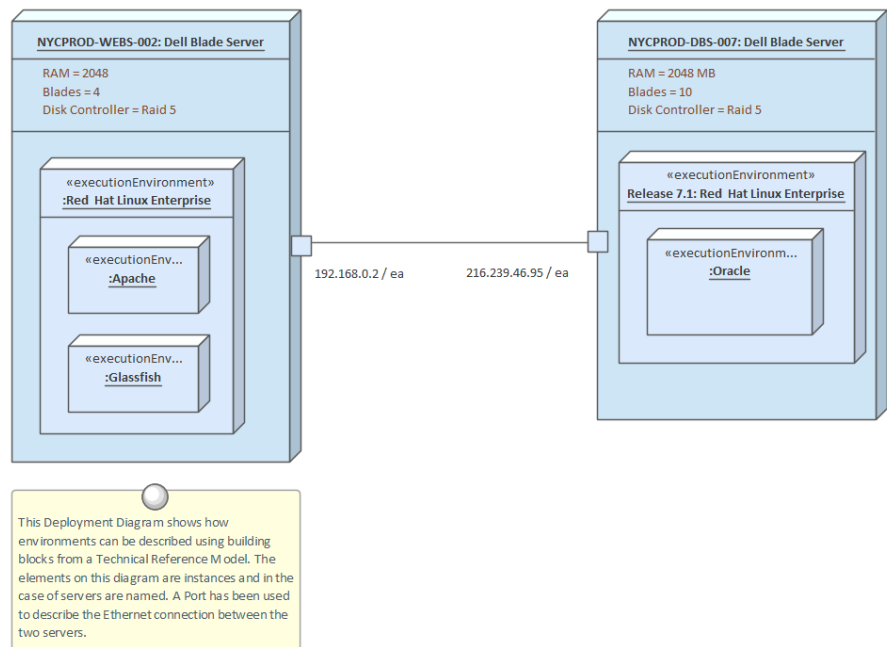 NYCPROD-WEBS-002: Dell Blade Server
RAM = 2048
Blades = 4
Disk Controller = Raid 5
«executionEnvironment»
:Red Hat Linux Enterprise
«executionEnv...
:Apache
«executionEnv...
:Glassfish
192.168.0.2 / ea
216.239.46.95 / ea
NYCPROD-DBS-007: Dell Blade Server
RAM = 2048 MB
Blades = 10
Disk Controller = Raid 5
«executionEnvironment»
Release 7.1: Red Hat Linux Enterprise
«executionEnvironm...
:Oracle
This Deployment Diagram shows how
environments can be described using building
blocks from a Technical Reference Model. The
elements on this diagram are instances and in the
case of servers are named. A Port has been used
to describe the Ethernet connection between the
two servers.